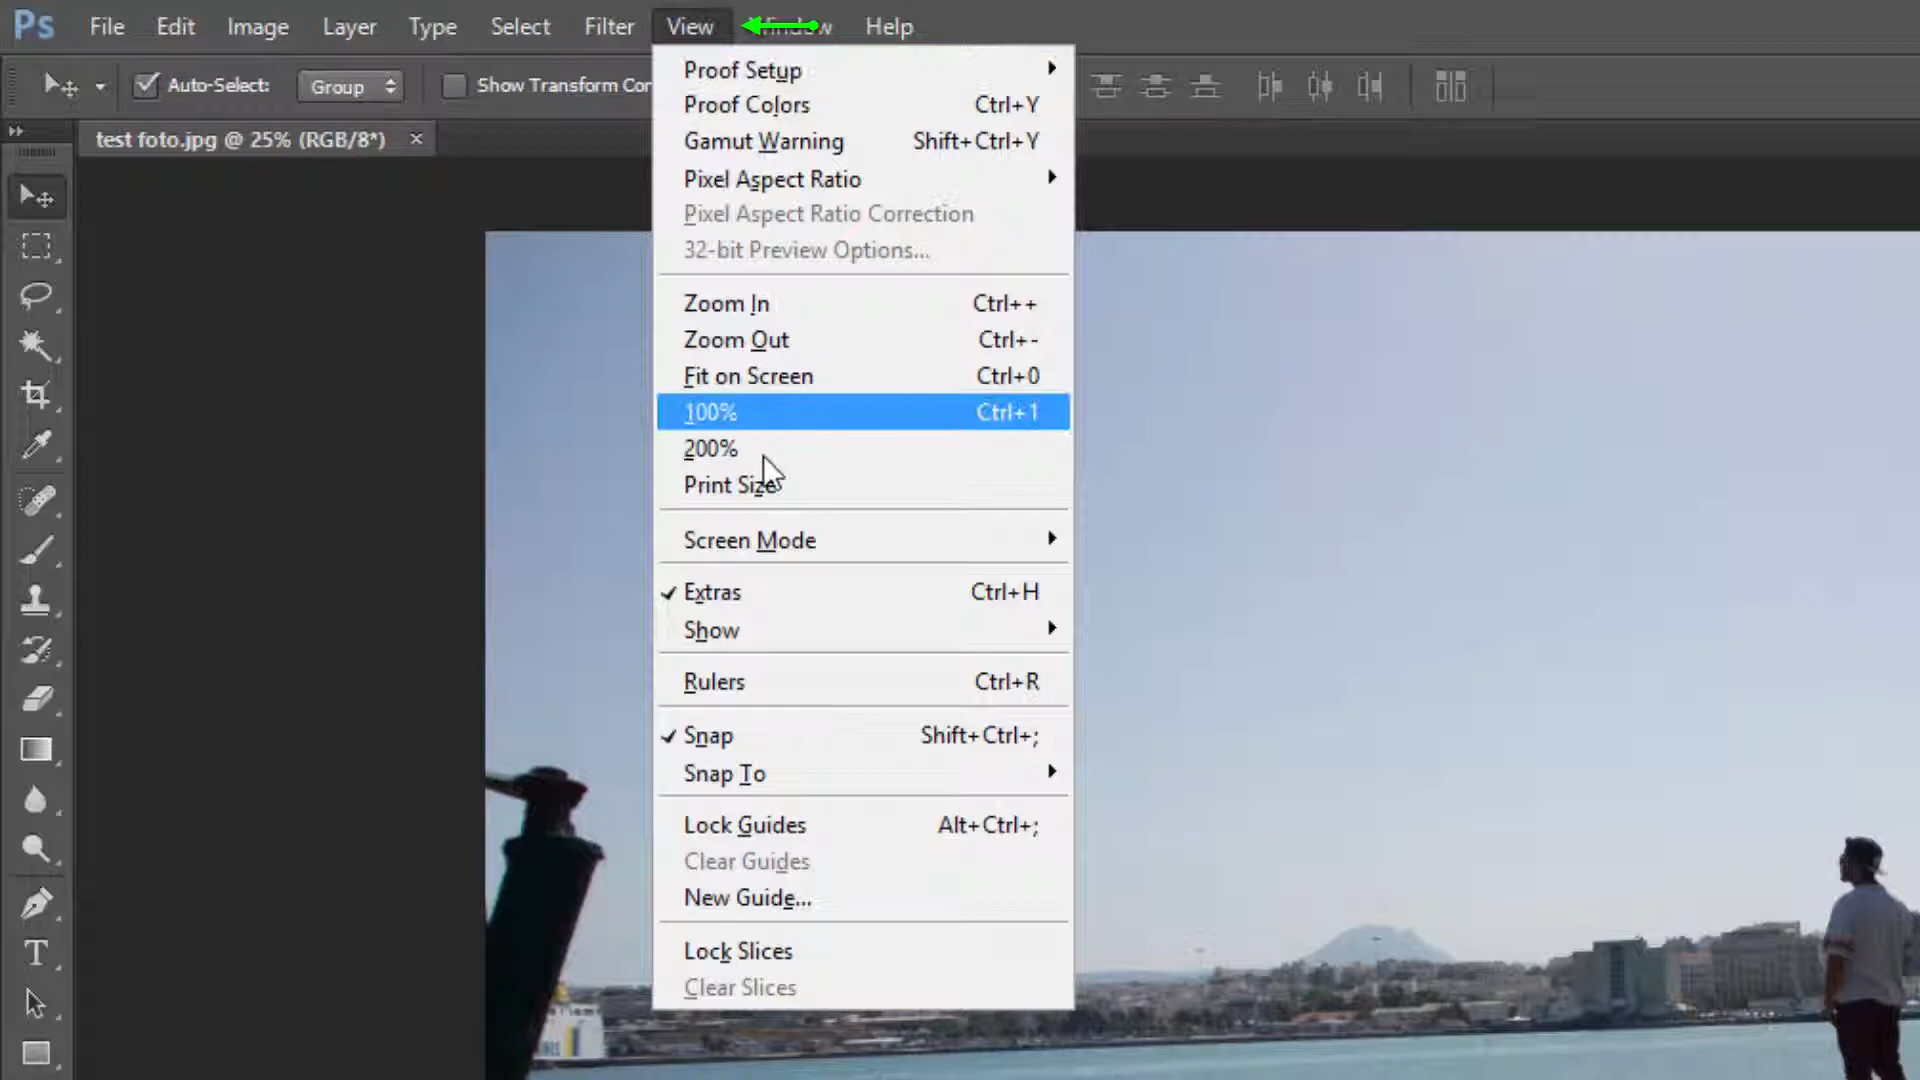 Ps File Edit Image Layer Type Select Filter View Window Help
Auto-Select: Group Show Transform Con
test foto.jpg @ 25% (RGB/8*) ×
Proof Setup
Proof Colors Ctrl+Y
Gamut Warning Shift+Ctrl+Y
Pixel Aspect Ratio
Pixel Aspect Ratio Correction
32-bit Preview Options...
Zoom In Ctrl++
Zoom Out Ctrl+-
Fit on Screen Ctrl+0
100% Ctrl+1
200%
Print Size
Screen Mode
Extras Ctrl+H
Show
Rulers Ctrl+R
Snap Shift+Ctrl+;
Snap To
Lock Guides Alt+Ctrl+;
Clear Guides
New Guide...
Lock Slices
Clear Slices
T